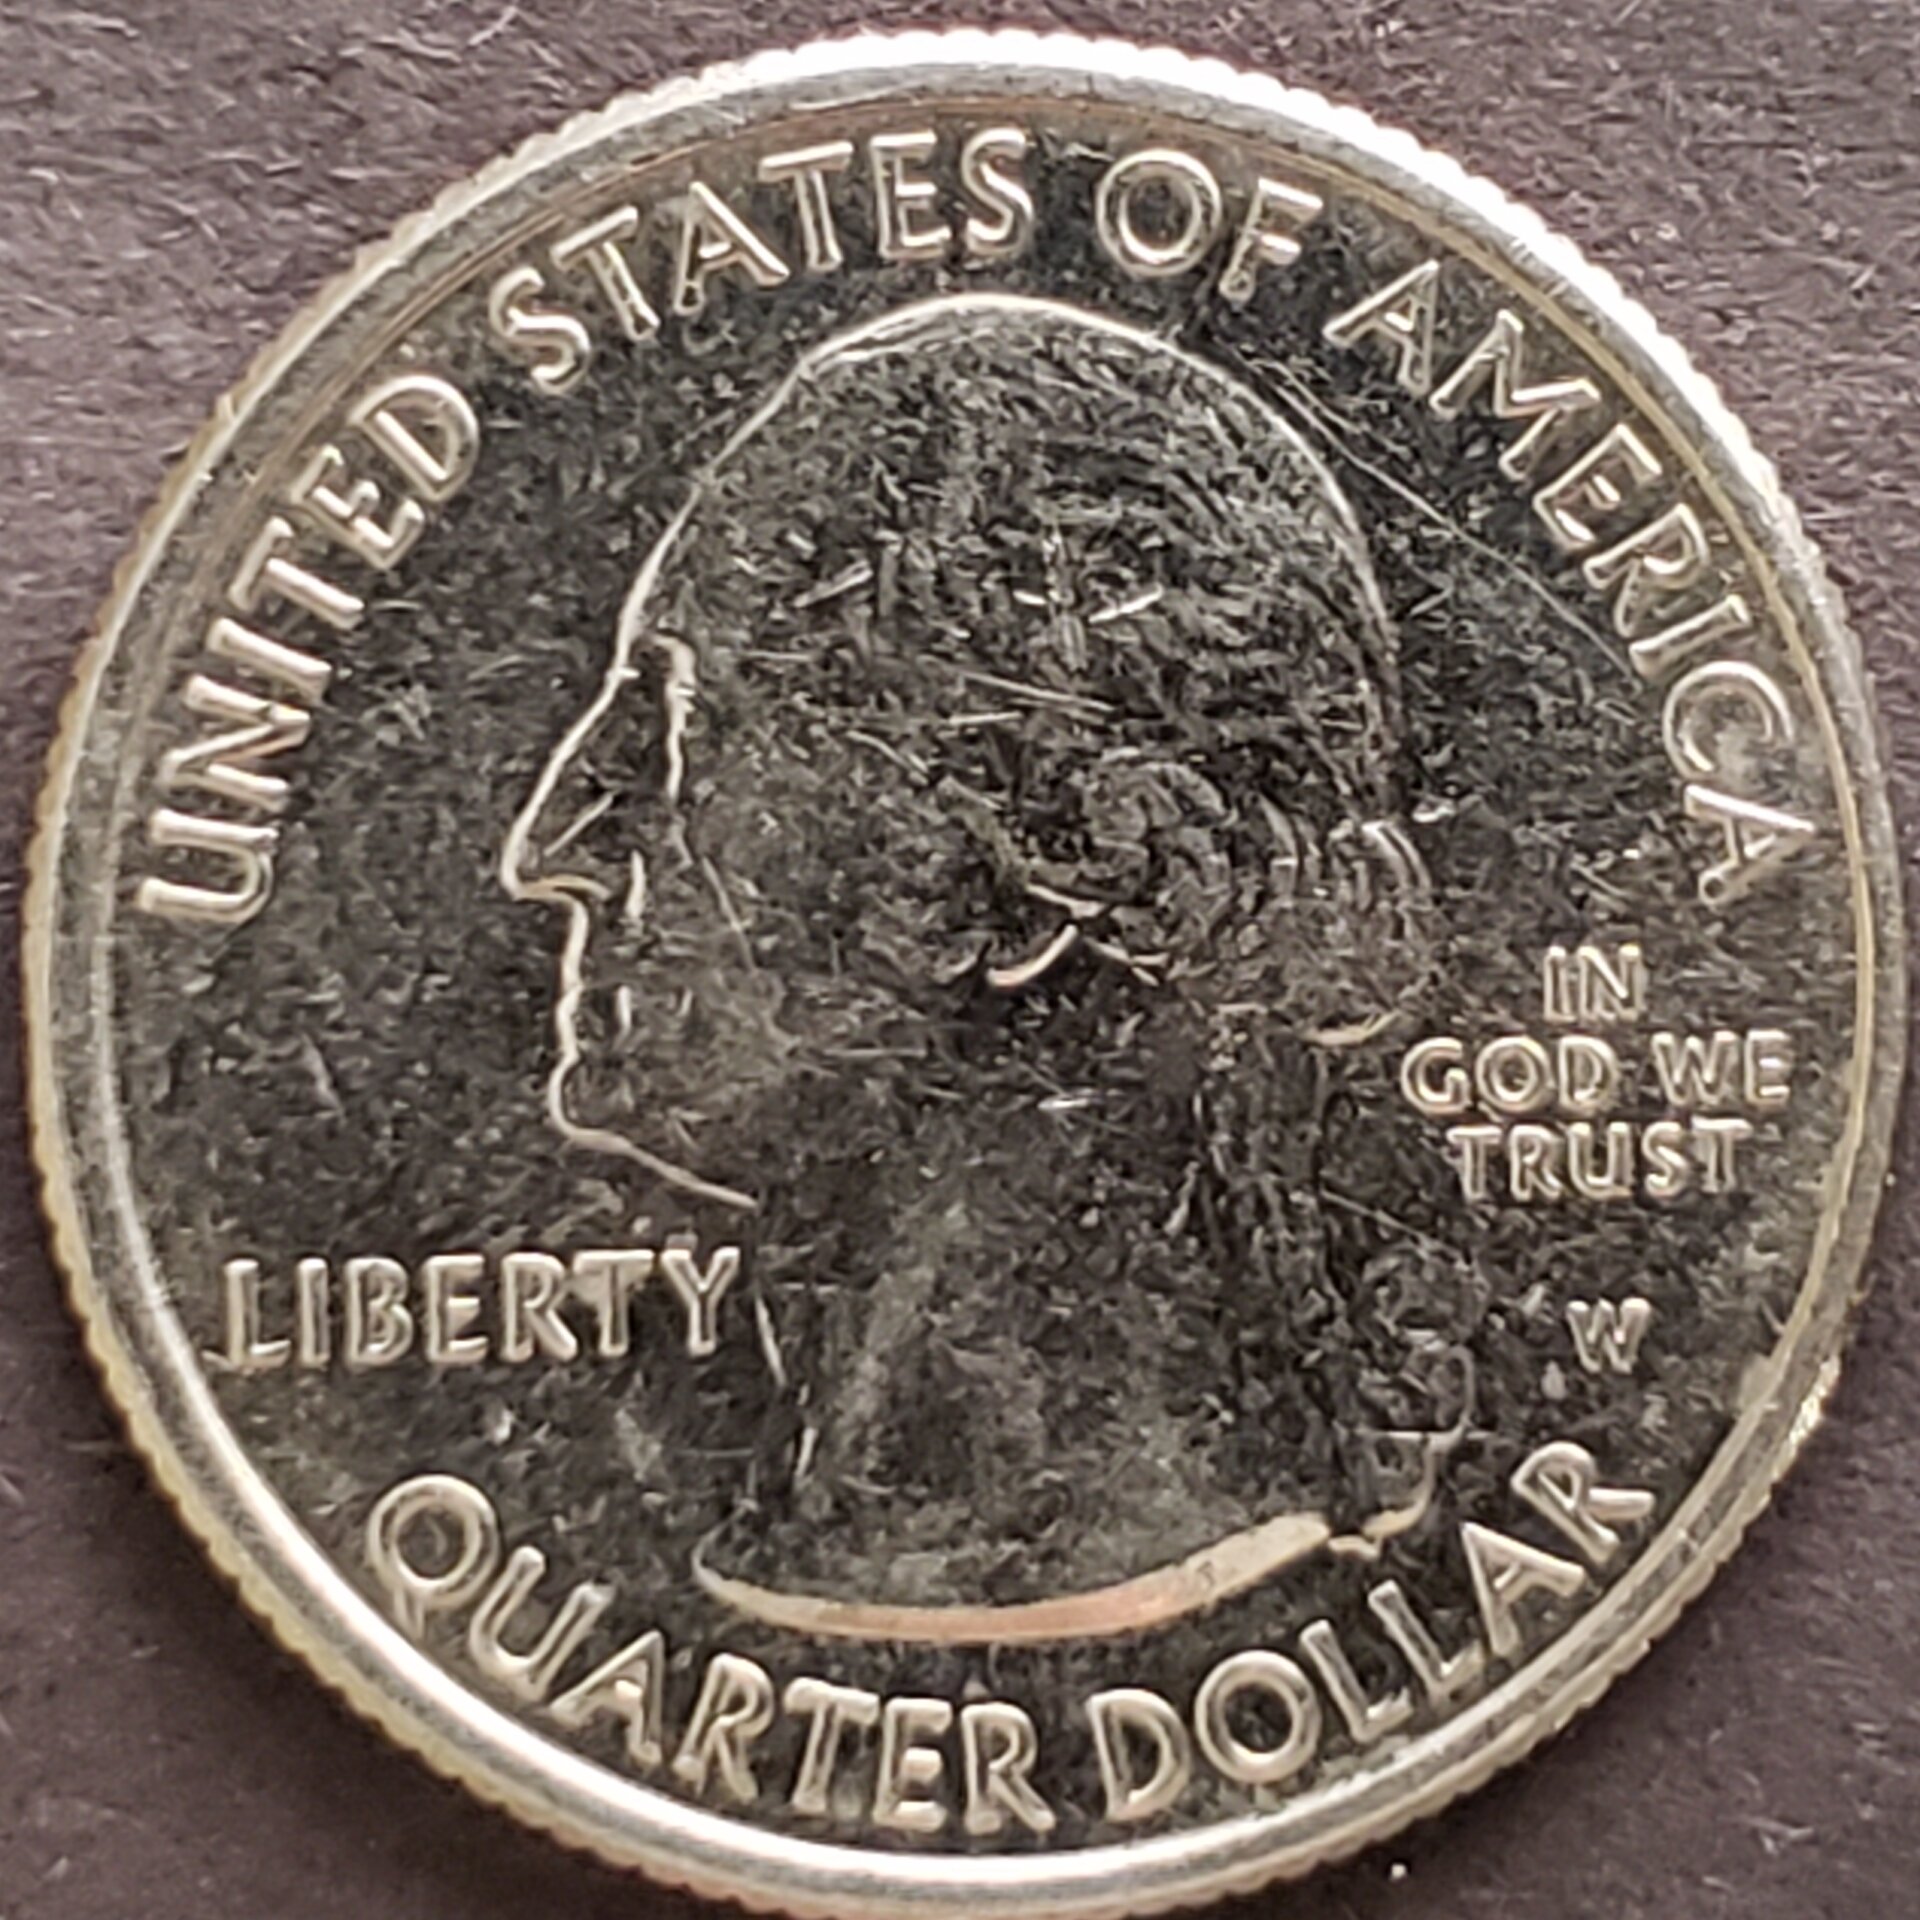 UNITED STATES OF AMERICA
IN
GOD WE
TRUST
LIBERTY
W
QUARTER DOLLAR